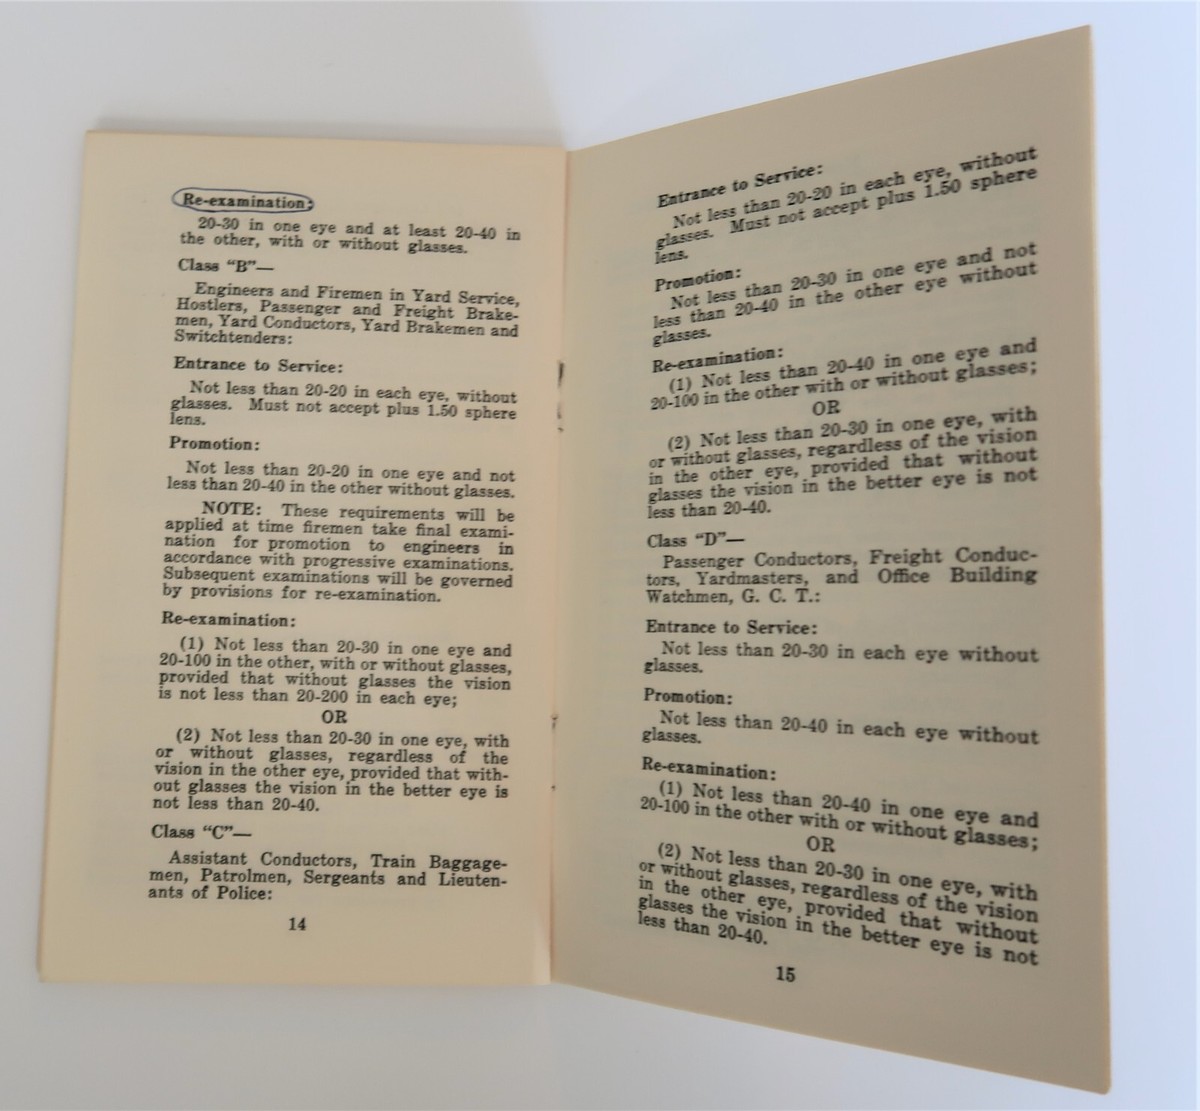 Re-examination:
20-30 in one eye and at least 20-40 in
the other, with or without glasses.
Class “B”—
Engineers and Firemen in Yard Service,
Hostlers, Passenger and Freight Brake-
men, Yard Conductors, Yard Brakemen and
Switchtenders:
Entrance to Service:
Not less than 20-20 in each eye, without
glasses. Must not accept plus 1.50 sphere
lens.
Promotion:
Not less than 20-20 in one eye and not
less than 20-40 in the other without glasses.
NOTE: These requirements will be
applied at time firemen take final exami-
nation for promotion to engineers in
accordance with progressive examinations.
Subsequent examinations will be governed
by provisions for re-examination.
Re-examination:
(1) Not less than 20-30 in one eye and
20-100 in the other, with or without glasses,
provided that without glasses the vision
is not less than 20-200 in each eye;
OR
(2) Not less than 20-30 in one eye, with
or without glasses, regardless of the
vision in the other eye, provided that with-
out glasses the vision in the better eye is
not less than 20-40.
Class “C”—
Assistant Conductors, Train Baggage-
men, Patrolmen, Sergeants and Lieuten-
ants of Police:
14
Entrance to Service:
Not less than 20-20 in each eye, without
glasses. Must not accept plus 1.50 sphere
lens.
Promotion:
Not less than 20-30 in one eye and not
less than 20-40 in the other eye without
glasses.
Re-examination:
(1) Not less than 20-40 in one eye and
20-100 in the other with or without glasses;
OR
(2) Not less than 20-30 in one eye, with
or without glasses, regardless of the vision
in the other eye, provided that without
glasses the vision in the better eye is not
less than 20-40.
Class “D”—
Passenger Conductors, Freight Conduc-
tors, Yardmasters, and Office Building
Watchmen, G. C. T.:
Entrance to Service:
Not less than 20-30 in each eye without
glasses.
Promotion:
Not less than 20-40 in each eye without
glasses.
Re-examination:
(1) Not less than 20-40 in one eye and
20-100 in the other with or without glasses;
OR
(2) Not less than 20-30 in one eye, with
or without glasses, regardless of the vision
in the other eye, provided that without
glasses the vision in the better eye is not
less than 20-40.
15